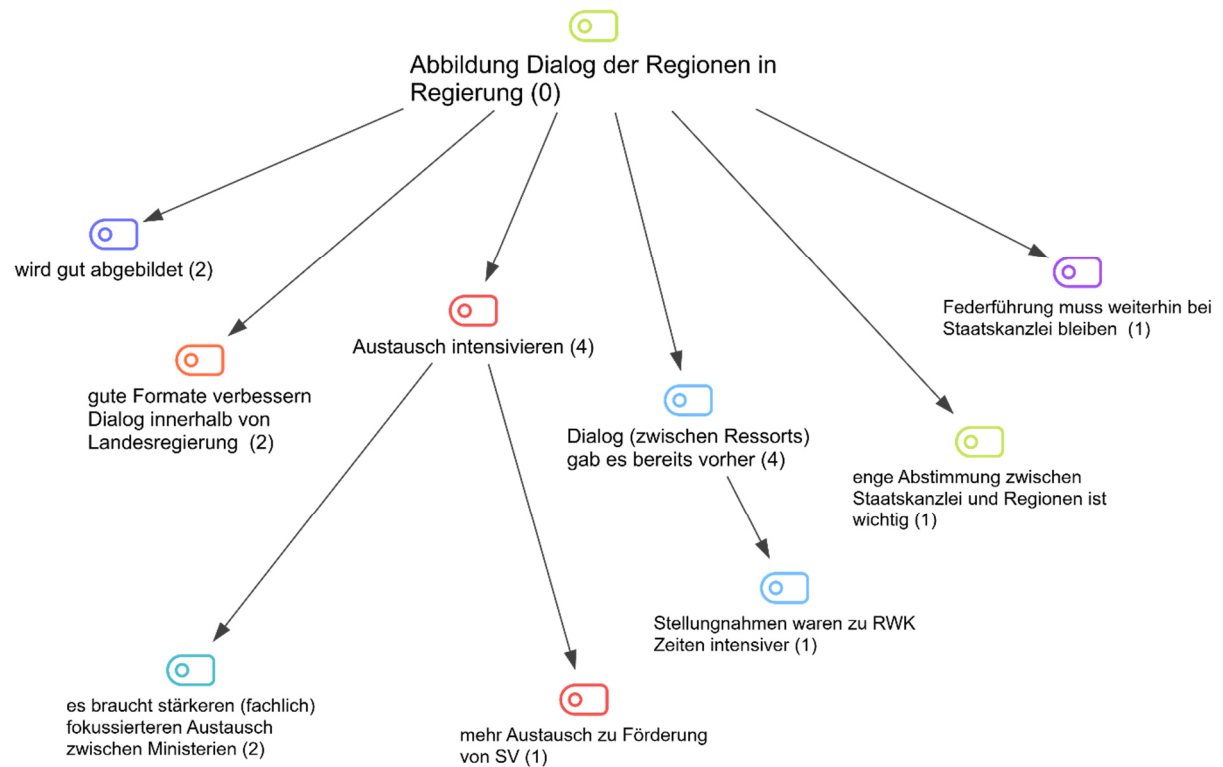 Abbildung Dialog der Regionen in
Regierung (0)
wird gut abgebildet (2)
gute Formate verbessern
Dialog innerhalb von
Landesregierung (2)
Austausch intensivieren (4)
Dialog (zwischen Ressorts)
gab es bereits vorher (4)
enge Abstimmung zwischen
Staatskanzlei und Regionen ist
wichtig (1)
Federführung muss weiterhin bei
Staatskanzlei bleiben (1)
es braucht stärkeren (fachlich)
fokussierteren Austausch
zwischen Ministerien (2)
mehr Austausch zu Förderung
von SV (1)
Stellungnahmen waren zu RWK
Zeiten intensiver (1)